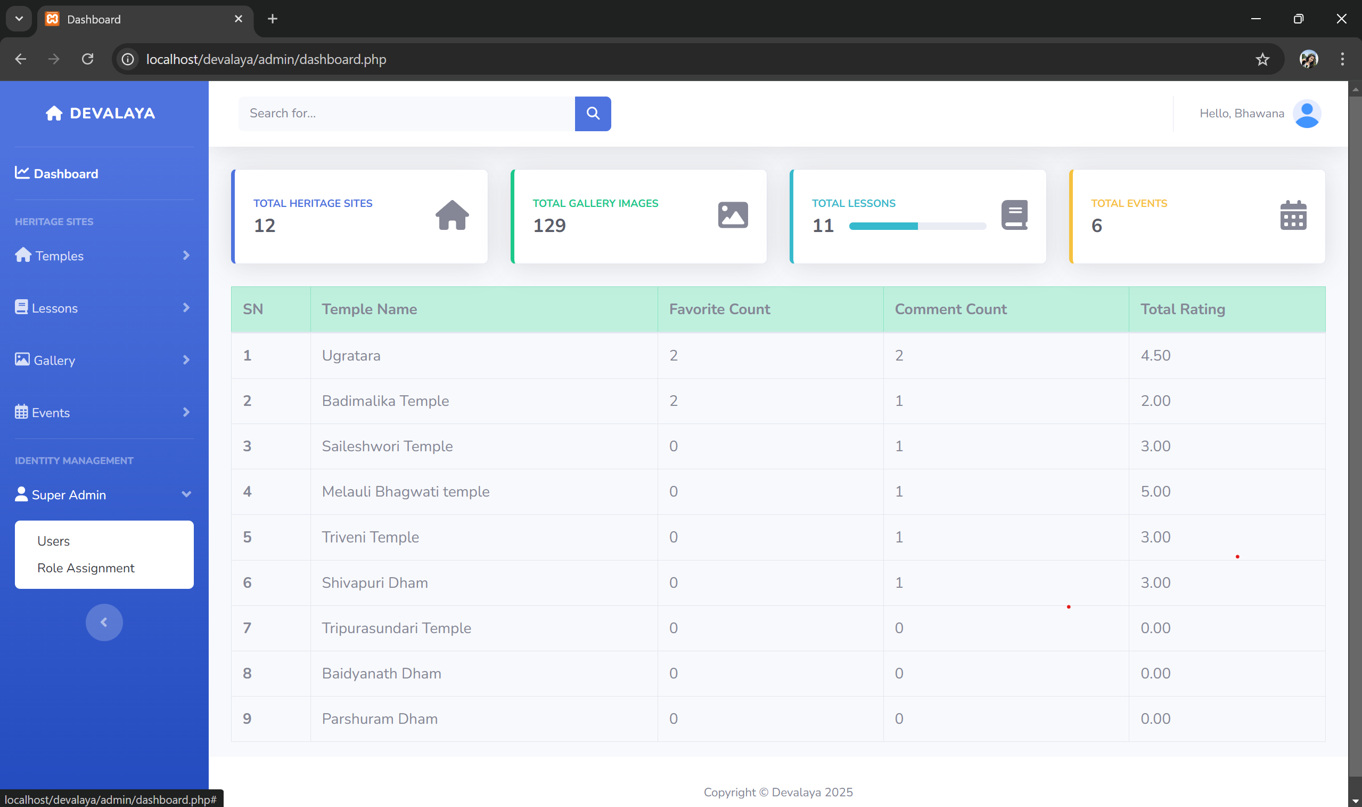 Dashboard
localhost/devalaya/admin/dashboard.php
DEVALAYA
Search for...
Hello, Bhawana
Dashboard
HERITAGE SITES
Temples
Lessons
Gallery
Events
IDENTITY MANAGEMENT
Super Admin
Users
Role Assignment
TOTAL HERITAGE SITES
12
TOTAL GALLERY IMAGES
129
TOTAL LESSONS
11
TOTAL EVENTS
6
SN Temple Name Favorite Count Comment Count Total Rating
1 Ugratara 2 2 4.50
2 Badimalika Temple 2 1 2.00
3 Saileshwori Temple 0 1 3.00
4 Melauli Bhagwati temple 0 1 5.00
5 Triveni Temple 0 1 3.00
6 Shivapuri Dham 0 1 3.00
7 Tripurasundari Temple 0 0 0.00
8 Baidyanath Dham 0 0 0.00
9 Parshuram Dham 0 0 0.00
Copyright © Devalaya 2025
localhost/devalaya/admin/dashboard.php#